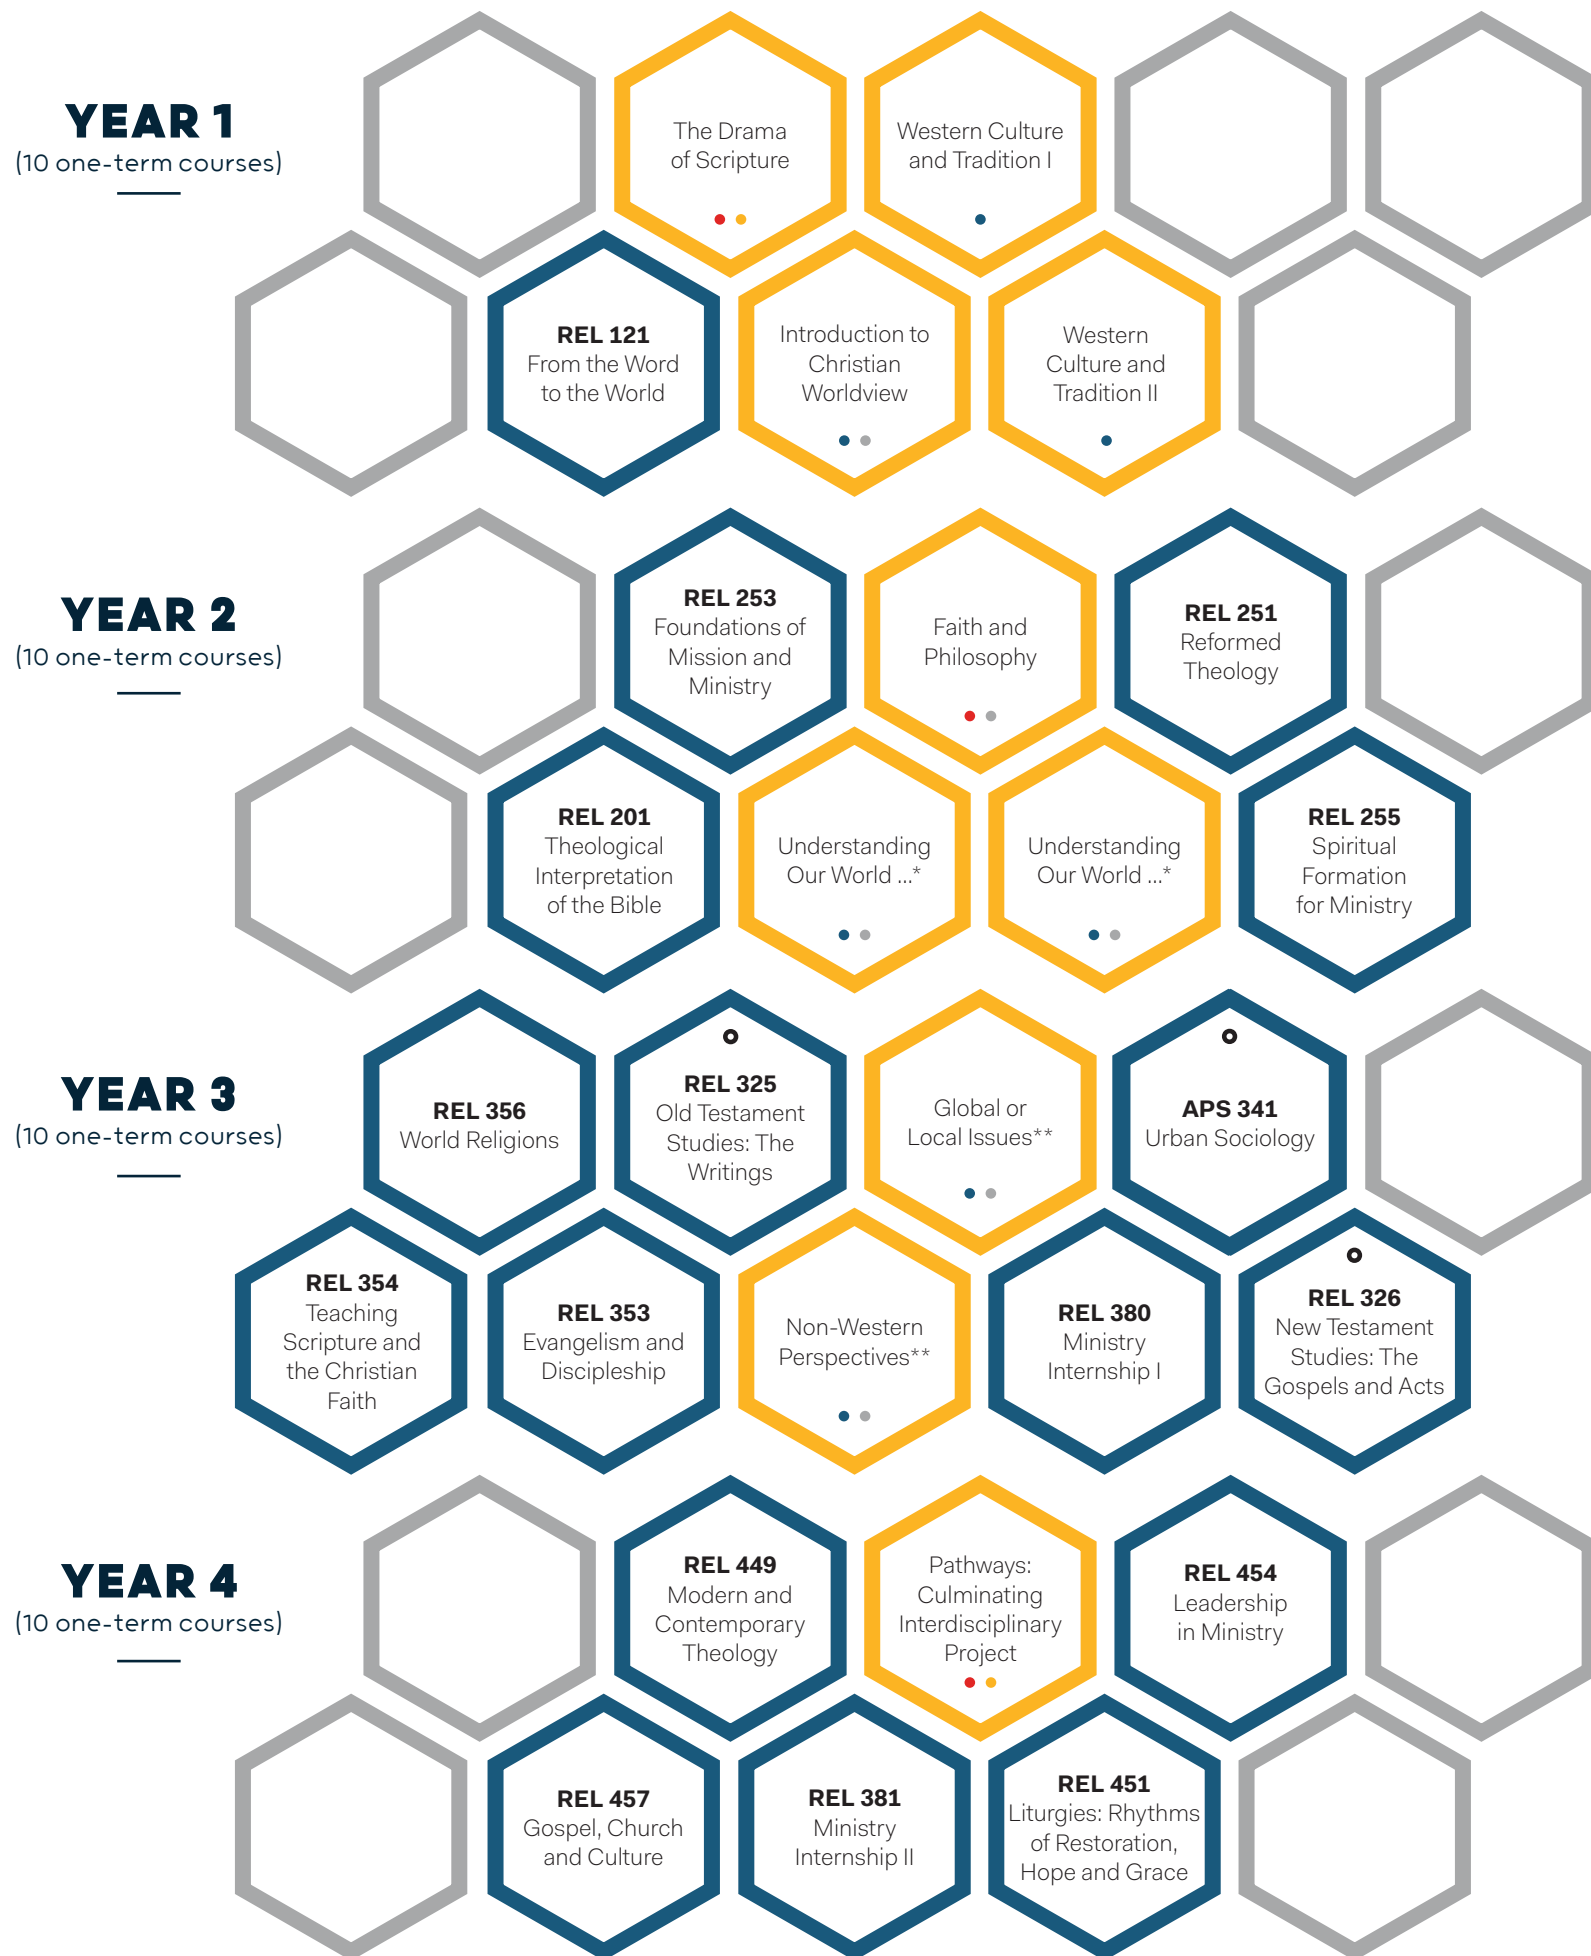 YEAR 1
(10 one-term courses)
The Drama
of Scripture
Western Culture
and Tradition I
REL 121
From the Word
to the World
Introduction to
Christian
Worldview
Western
Culture and
Tradition II
YEAR 2
(10 one-term courses)
REL 253
Foundations of
Mission and
Ministry
Faith and
Philosophy
REL 251
Reformed
Theology
REL 201
Theological
Interpretation
of the Bible
Understanding
Our World ...*
Understanding
Our World ...*
REL 255
Spiritual
Formation
for Ministry
YEAR 3
(10 one-term courses)
REL 356
World Religions
REL 325
Old Testament
Studies: The
Writings
Global or
Local Issues**
APS 341
Urban Sociology
REL 354
Teaching
Scripture and
the Christian
Faith
REL 353
Evangelism and
Discipleship
Non-Western
Perspectives**
REL 380
Ministry
Internship I
REL 326
New Testament
Studies: The
Gospels and Acts
YEAR 4
(10 one-term courses)
REL 449
Modern and
Contemporary
Theology
Pathways:
Culminating
Interdisciplinary
Project
REL 454
Leadership
in Ministry
REL 457
Gospel, Church
and Culture
REL 381
Ministry
Internship II
REL 451
Liturgies: Rhythms
of Restoration,
Hope and Grace